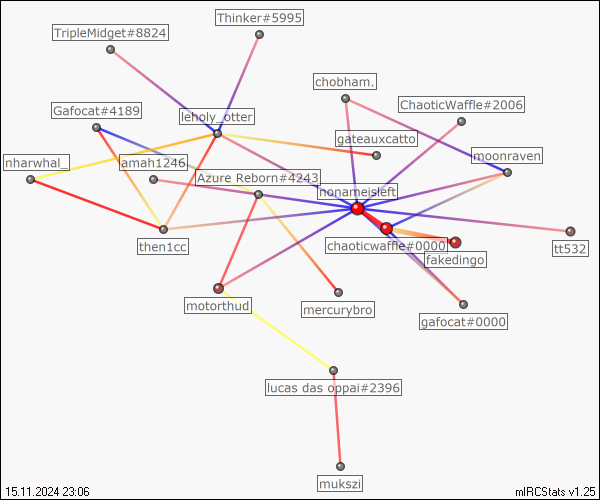 Thinker#5995
TripleMidget#8824
chobham.
ChaoticWaffle#2006
Gafocat#4189
leholy_otter
gateauxcatto
nharwhal_
amah1246
moonraven
Azure Reborn#4243
nonameisleft
then1cc
chaoticwaffle#0000
tt532
fakedingo
motorthud
mercurybro
gafocat#0000
lucas das oppai#2396
mukszi
15.11.2024 23:06
mIRCStats v1.25